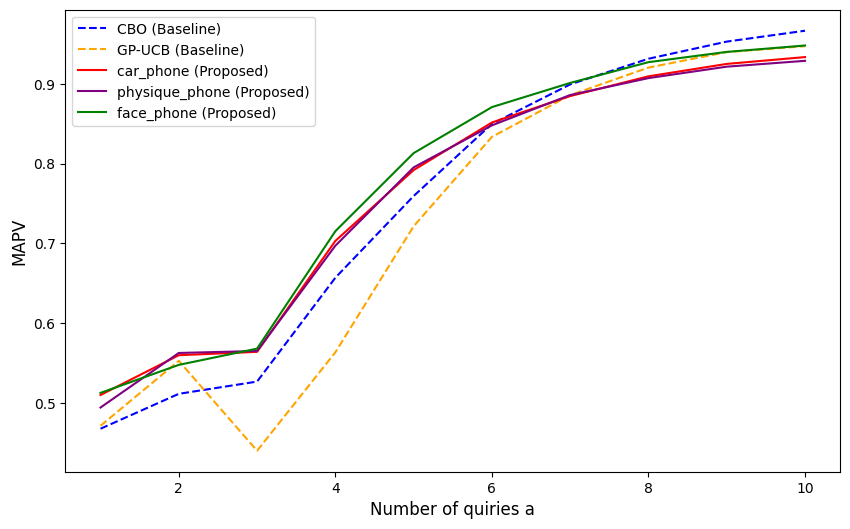 CBO (Baseline)
GP-UCB (Baseline)
car_phone (Proposed)
physique_phone (Proposed)
face_phone (Proposed)
0.9
0.8
0.7
0.6
0.5
MAPV
2
4
6
8
10
Number of quiries a